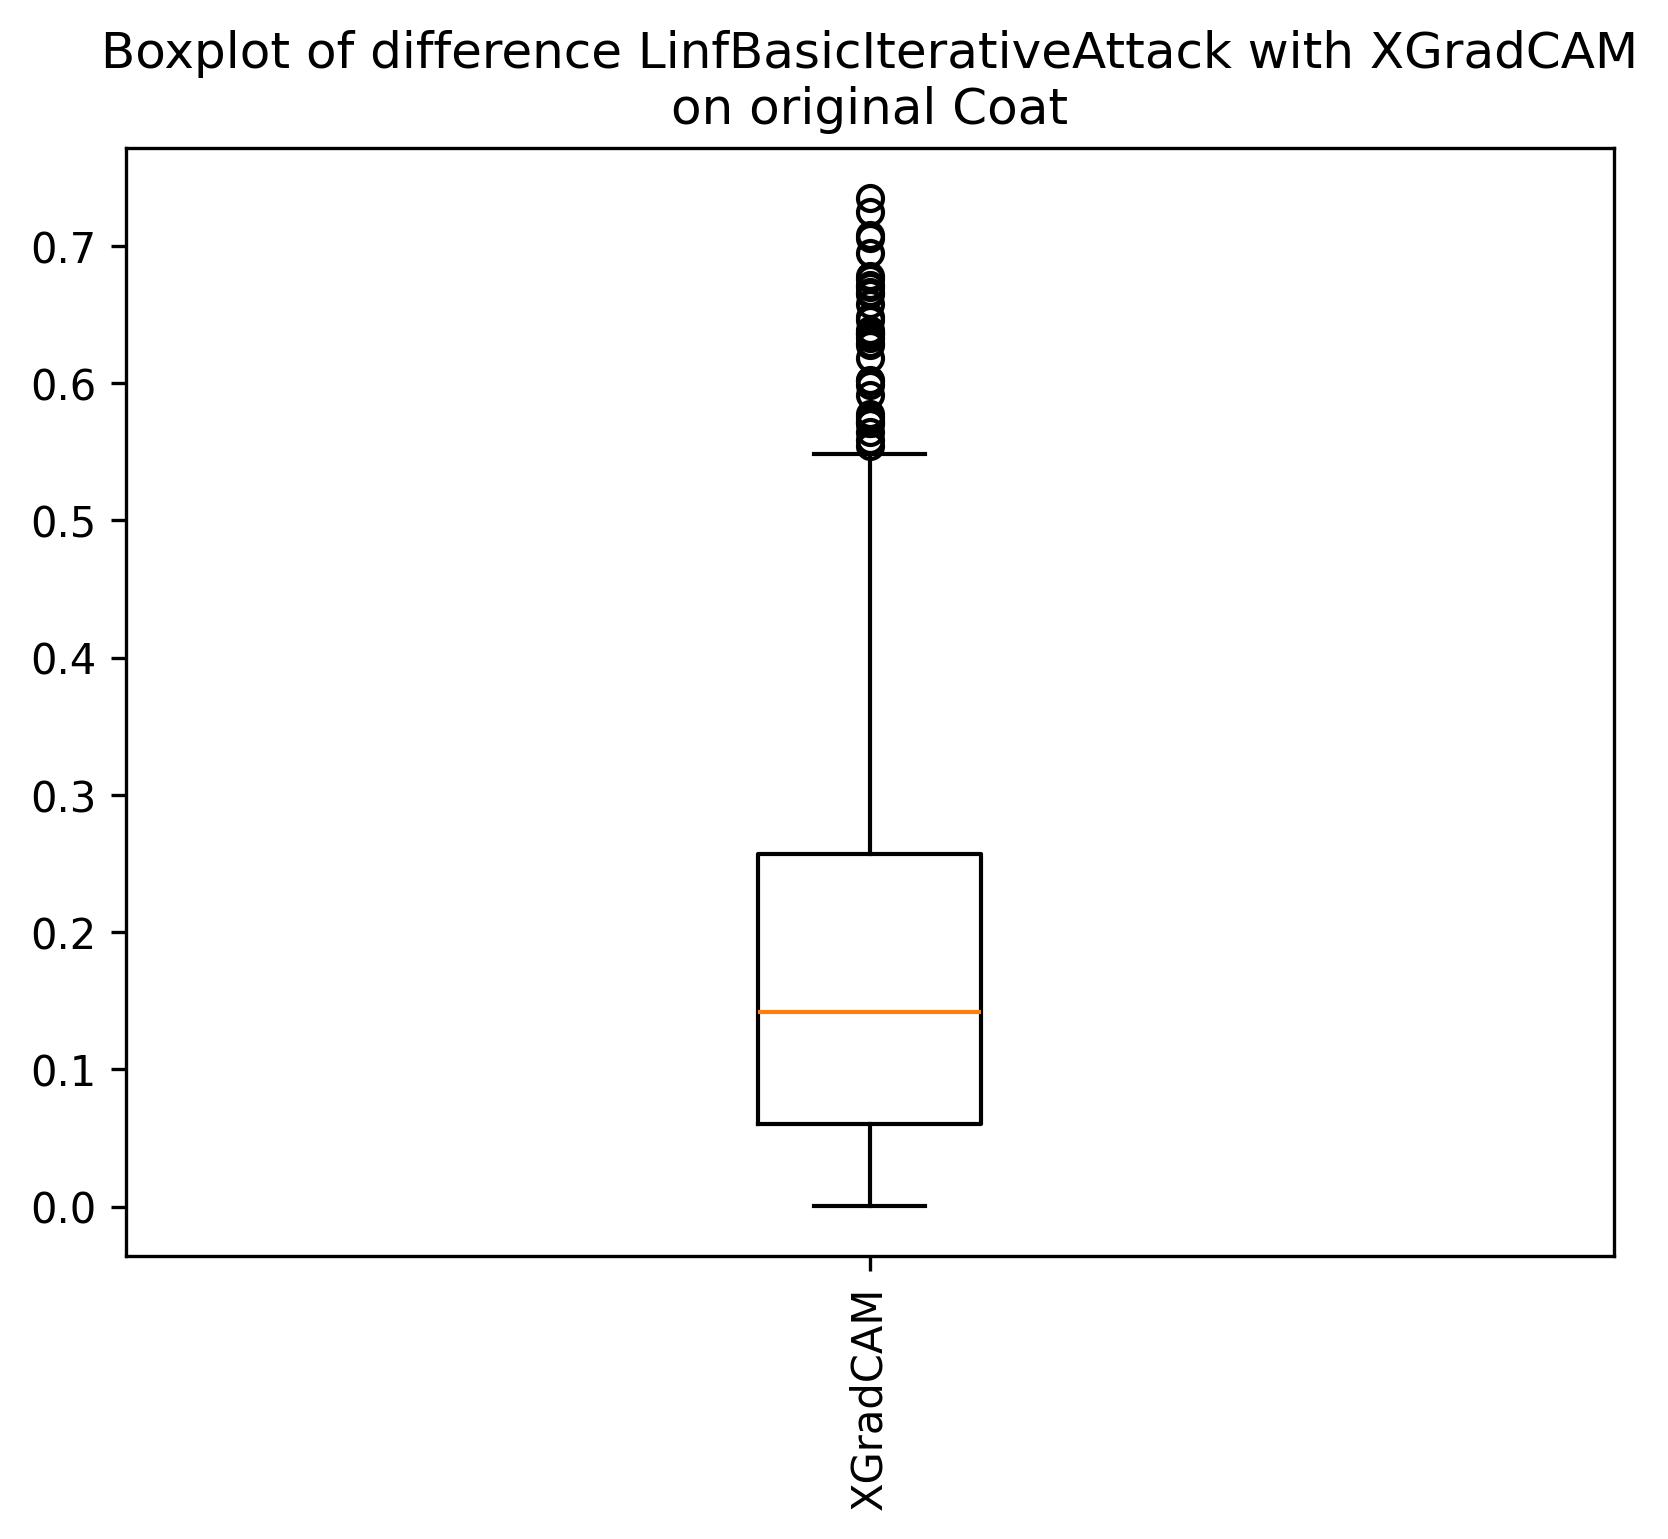 Boxplot of difference LinfBasicIterativeAttack with XGradCAM
on original Coat
0.7
0.6
0.5
0.4
0.3
0.2
0.1
0.0
XGradCAM